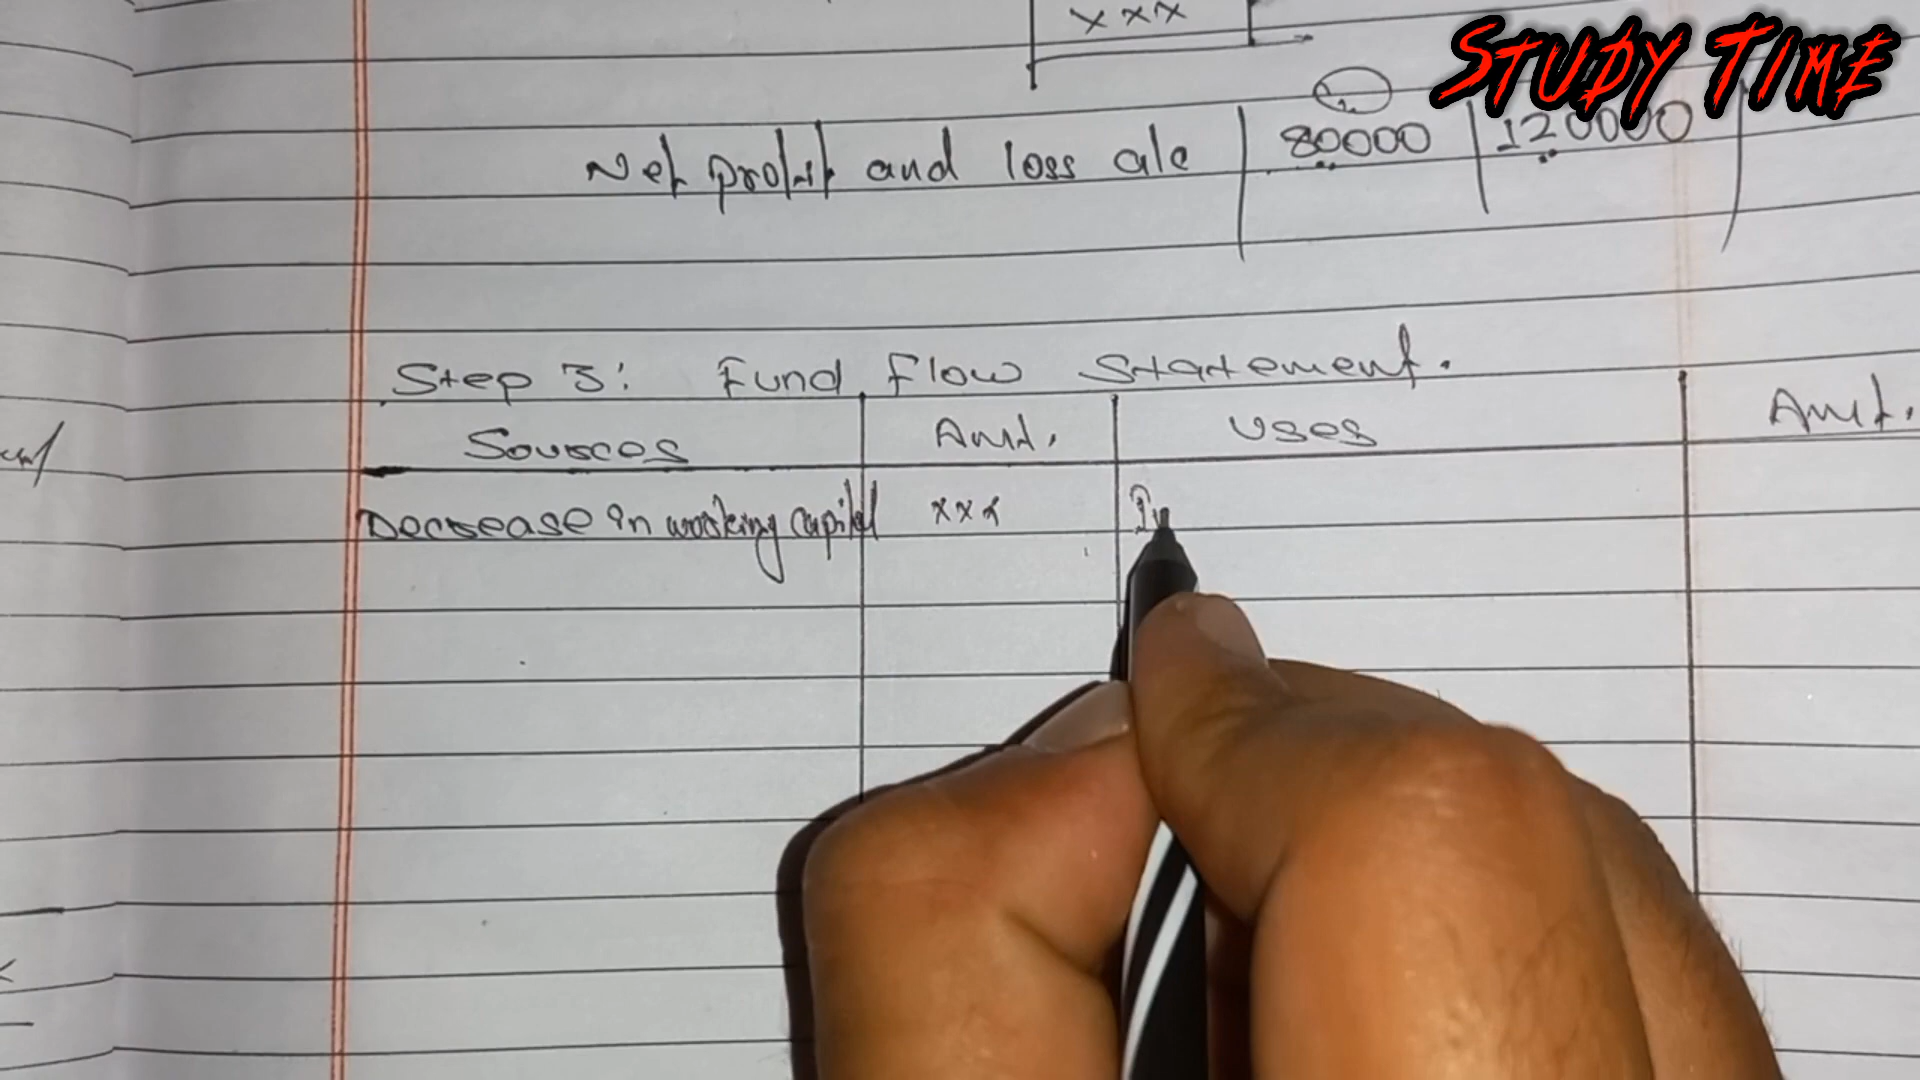 xxx
STUDY TIME
Net profit and loss a/c 80000 120000
Step 3: Fund Flow Statement.
Sources Amt. Uses Amt.
Decrease in working capital xxx In